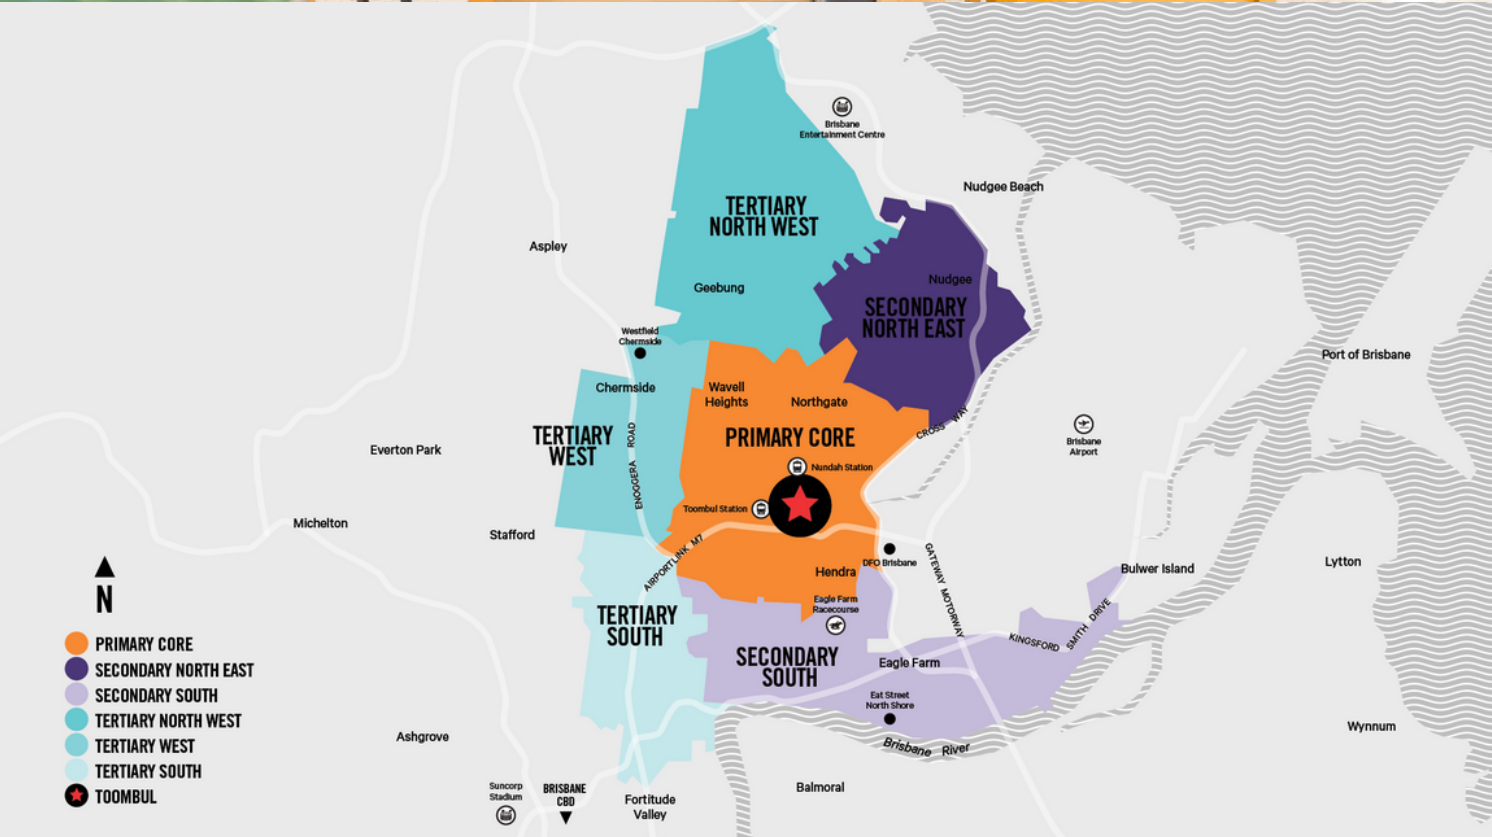 Brisbane
Entertainment Centre
Nudgee Beach
TERTIARY
NORTH WEST
Aspley
Geebung
Nudgee
SECONDARY
NORTH EAST
Westfield
Chermside
Port of Brisbane
Chermside
Wavell
Heights
Northgate
CROSS WAY
TERTIARY
WEST
ENOGGERA ROAD
PRIMARY CORE
Brisbane
Airport
Everton Park
Nundah Station
Toombul Station
Michelton
Stafford
AIRPORTLINK M7
DFO Brisbane
GATEWAY MOTORWAY
Hendra
Bulwer Island
Lytton
Eagle Farm
Racecourse
TERTIARY
SOUTH
KINGSFORD SMITH DRIVE
SECONDARY
SOUTH
Eagle Farm
Eat Street
North Shore
Brisbane River
Wynnum
Ashgrove
Balmoral
Suncorp
Stadium
BRISBANE
CBD
Fortitude
Valley
N
PRIMARY CORE
SECONDARY NORTH EAST
SECONDARY SOUTH
TERTIARY NORTH WEST
TERTIARY WEST
TERTIARY SOUTH
TOOMBUL